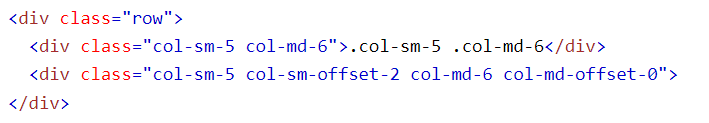 <div class="row">
<div class="col-sm-5 col-md-6">.col-sm-5 .col-md-6</div>
<div class="col-sm-5 col-sm-offset-2 col-md-6 col-md-offset-0">
</div>